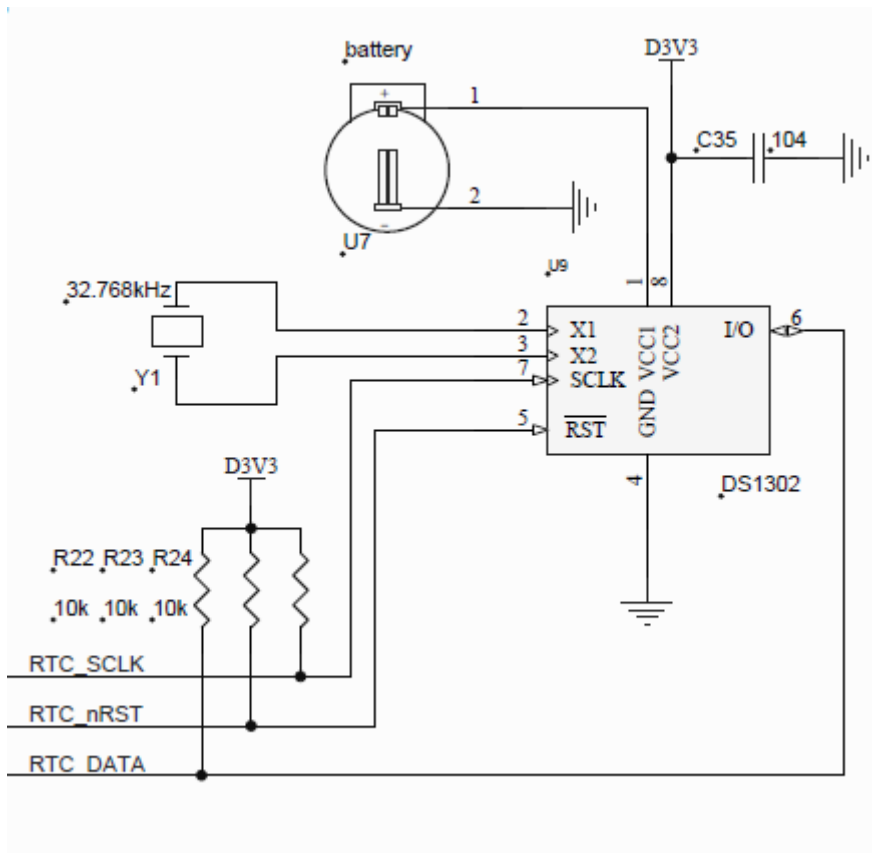 battery
D3V3
+
1
C35 104
2
-
U7
U9
1 8
32.768kHz
2 X1 VCC1 VCC2 I/O 6
3 X2
Y1
7 SCLK
5 RST GND
D3V3
4
DS1302
R22 R23 R24
10k 10k 10k
RTC_SCLK
RTC_nRST
RTC_DATA